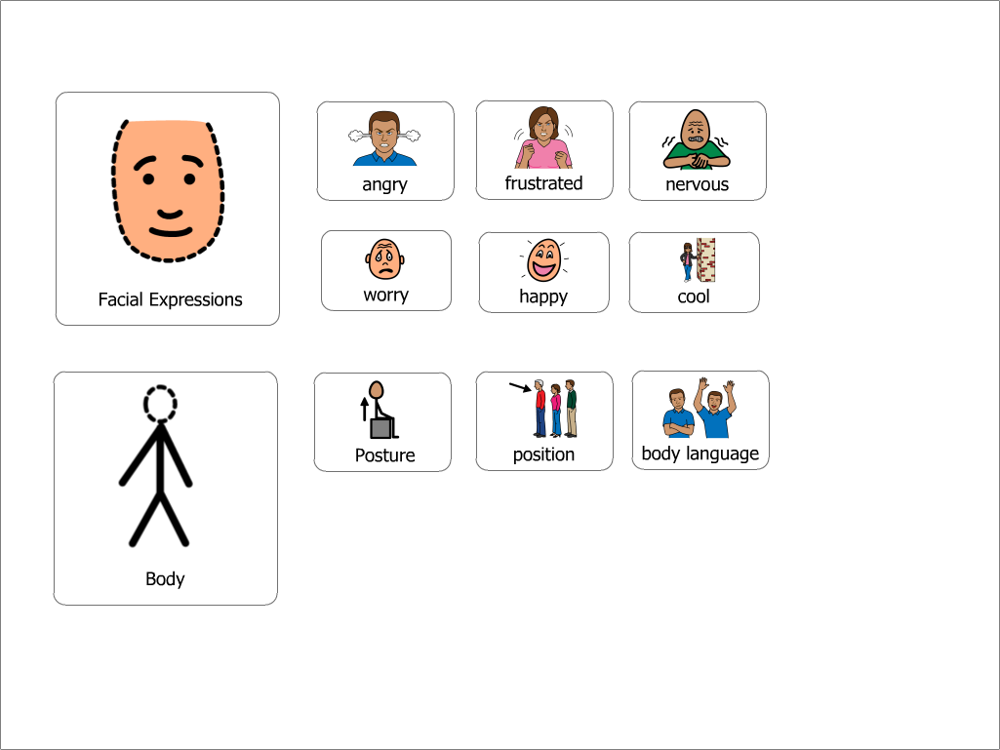 Facial Expressions
angry
frustrated
nervous
worry
happy
cool
Body
Posture
position
body language